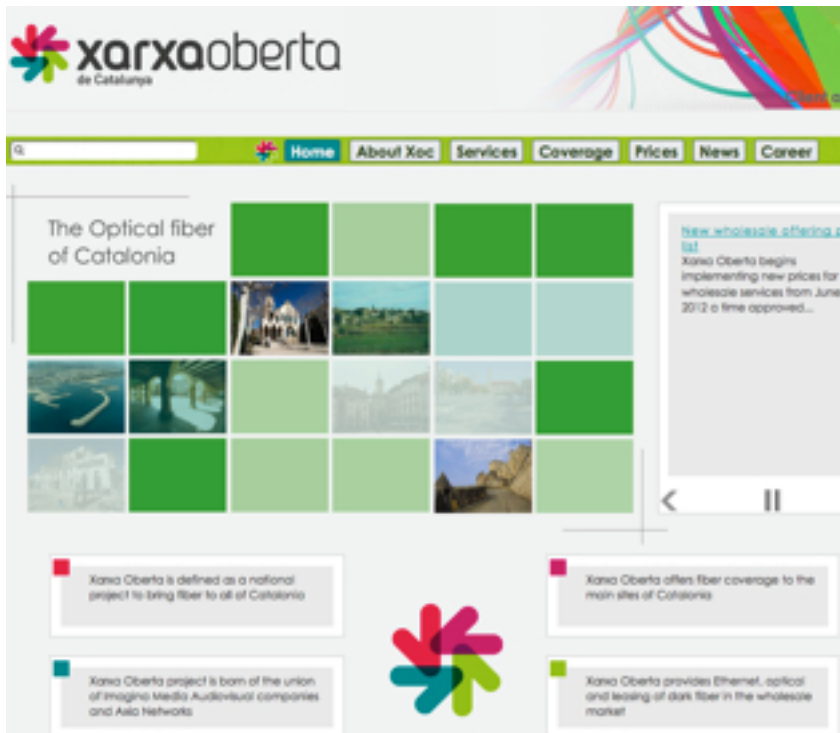 xarxaoberta
de Catalunya
Client
Home About Xoc Services Coverage Prices News Career
The Optical fiber
of Catalonia
New wholesale offering
list
Xarxa Oberta begins
implementing new prices for
wholesale services from June
2012 a time approved...
Xarxa Oberta is defined as a national
project to bring fiber to all of Catalonia
Xarxa Oberta offers fiber coverage to the
main sites of Catalonia
Xarxa Oberta project is born of the union
of Imagina Media Audiovisual companies
and Axia Networks
Xarxa Oberta provides Ethernet, optical
and leasing of dark fiber in the wholesale
market